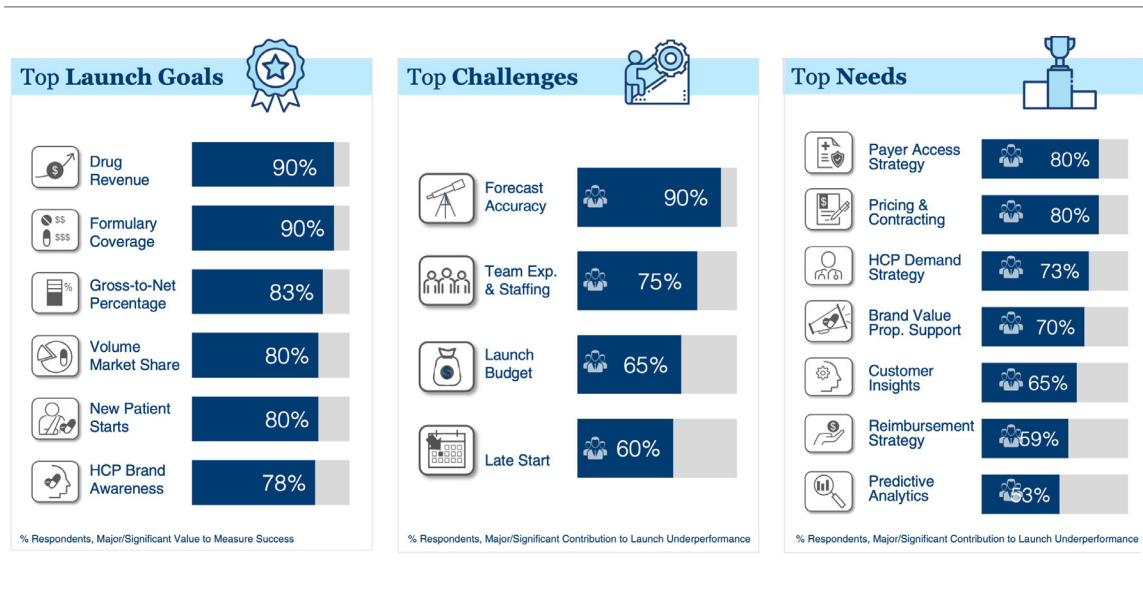 Top Launch Goals
Drug
Revenue
90%
$$
$$$
Formulary
Coverage
90%
%
Gross-to-Net
Percentage
83%
Volume
Market Share
80%
New Patient
Starts
80%
HCP Brand
Awareness
78%
% Respondents, Major/Significant Value to Measure Success
Top Challenges
Forecast
Accuracy
90%
Team Exp.
& Staffing
75%
Launch
Budget
65%
Late Start
60%
% Respondents, Major/Significant Contribution to Launch Underperformance
Top Needs
Payer Access
Strategy
80%
Pricing &
Contracting
80%
HCP Demand
Strategy
73%
Brand Value
Prop. Support
70%
Customer
Insights
65%
Reimbursement
Strategy
59%
Predictive
Analytics
53%
% Respondents, Major/Significant Contribution to Launch Underperformance